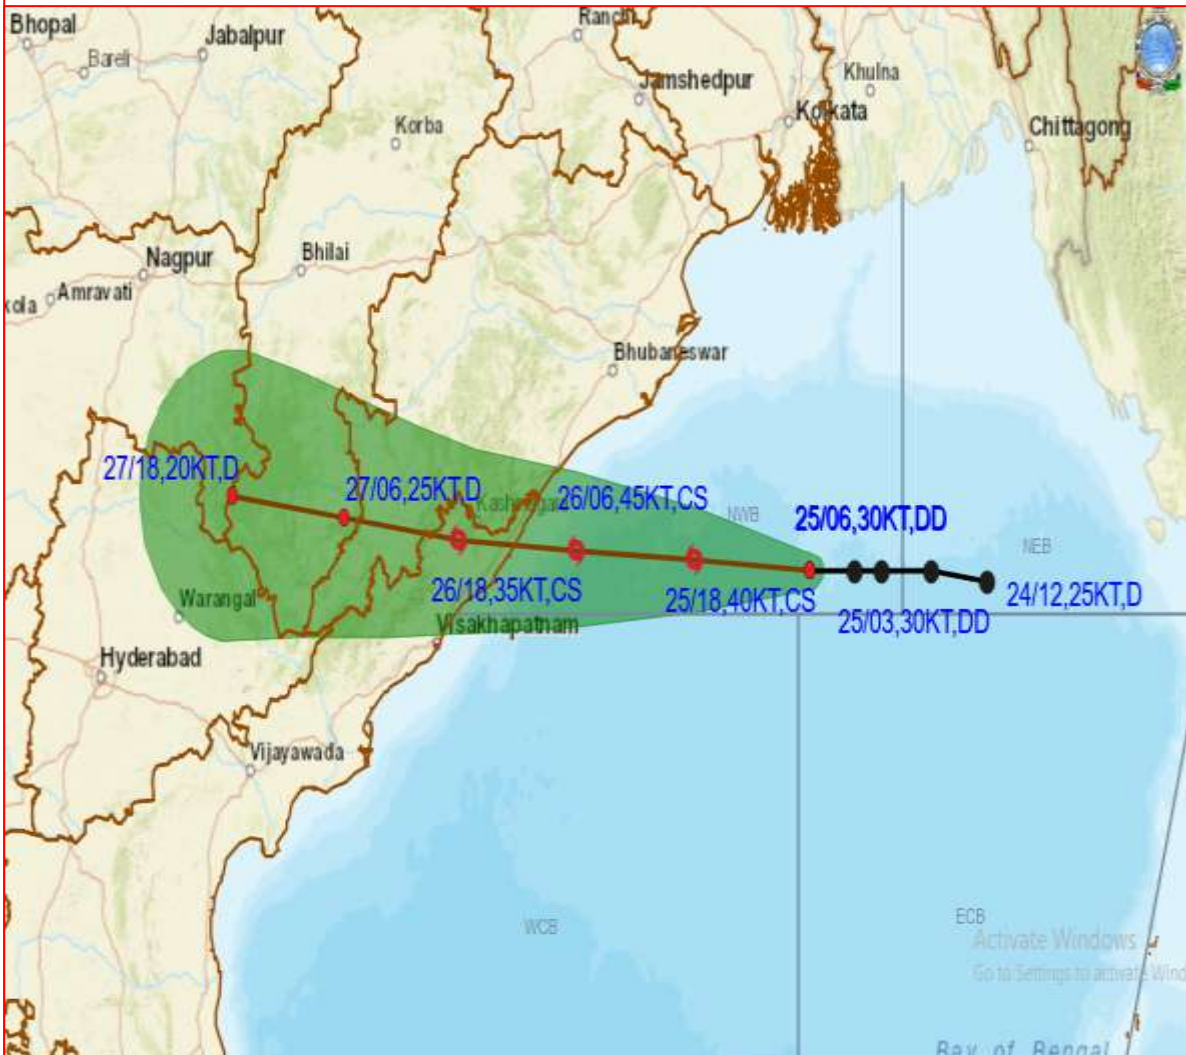 Bhopal
Ranchi
Jabalpur
Bareli
Jamshedpur
Khulna
Kolkata
Korba
Chittagong
Nagpur
Bhilai
Amravati
kola
Bhubaneswar
27/18,20KT,D
27/06,25KT,D
26/06,45KT,CS
NWB
25/06,30KT,DD
NEB
26/18,35KT,CS
25/18,40KT,CS
24/12,25KT,D
25/03,30KT,DD
Warangal
Visakhapatnam
Hyderabad
Vijayawada
WCB
ECB
Activate Windows
Go to Settings to activate Wind
Bay of Bengal